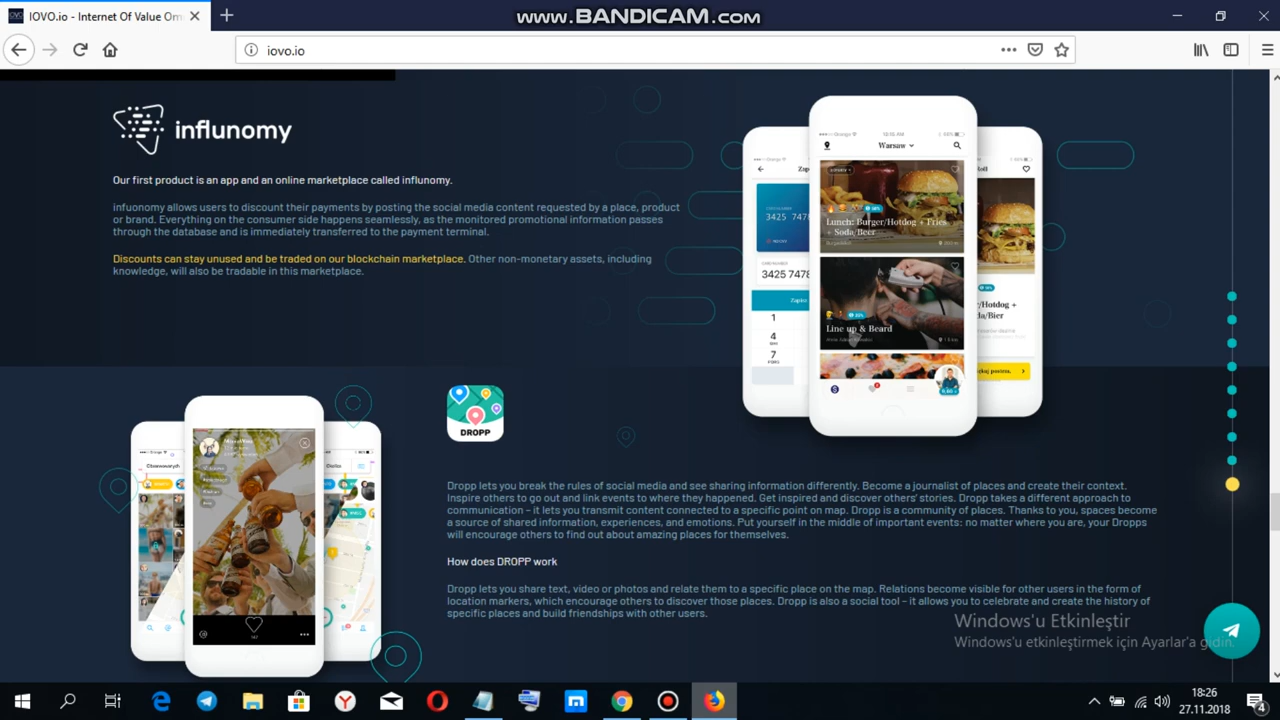 IOVO.io - Internet Of Value Om
www.BANDICAM.com
iovo.io
influnomy
Our first product is an app and an online marketplace called influnomy.
infuonomy allows users to discount their payments by posting the social media content requested by a place, product
or brand. Everything on the consumer side happens seamlessly, as the monitored promotional information passes
through the database and is immediately transferred to the payment terminal.
Discounts can stay unused and be traded on our blockchain marketplace. Other non-monetary assets, including
knowledge, will also be tradable in this marketplace.
Warsaw
3425 7478
3425 7478
1
4
7
Lunch: Burger/Hotdog + Fries
+ Soda/Beer
Line up & Beard
/Hotdog +
da/Bier
DROPP
Dropp lets you break the rules of social media and see sharing information differently. Become a journalist of places and create their context.
Inspire others to go out and link events to where they happened. Get inspired and discover others' stories. Dropp takes a different approach to
communication – it lets you transmit content connected to a specific point on map. Dropp is a community of places. Thanks to you, spaces become
a source of shared information, experiences, and emotions. Put yourself in the middle of important events: no matter where you are, your Dropps
will encourage others to find out about amazing places for themselves.
How does DROPP work
Dropp lets you share text, video or photos and relate them to a specific place on the map. Relations become visible for other users in the form of
location markers, which encourage others to discover those places. Dropp is also a social tool – it allows you to celebrate and create the history of
specific places and build friendships with other users.
Windows'u Etkinleştir
Windows'u etkinleştirmek için Ayarlar'a gidin.
18:26
27.11.2018
4